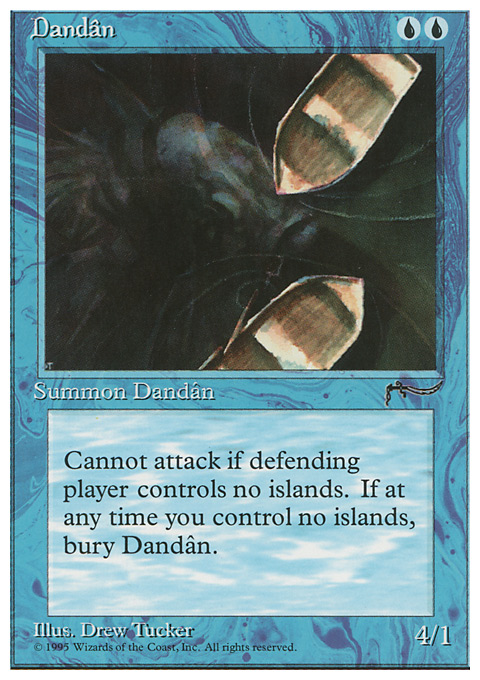 Dandân
Summon Dandân
Cannot attack if defending
player controls no islands. If at
any time you control no islands,
bury Dandân.
Illus. Drew Tucker
4/1
© 1995 Wizards of the Coast, Inc. All rights reserved.